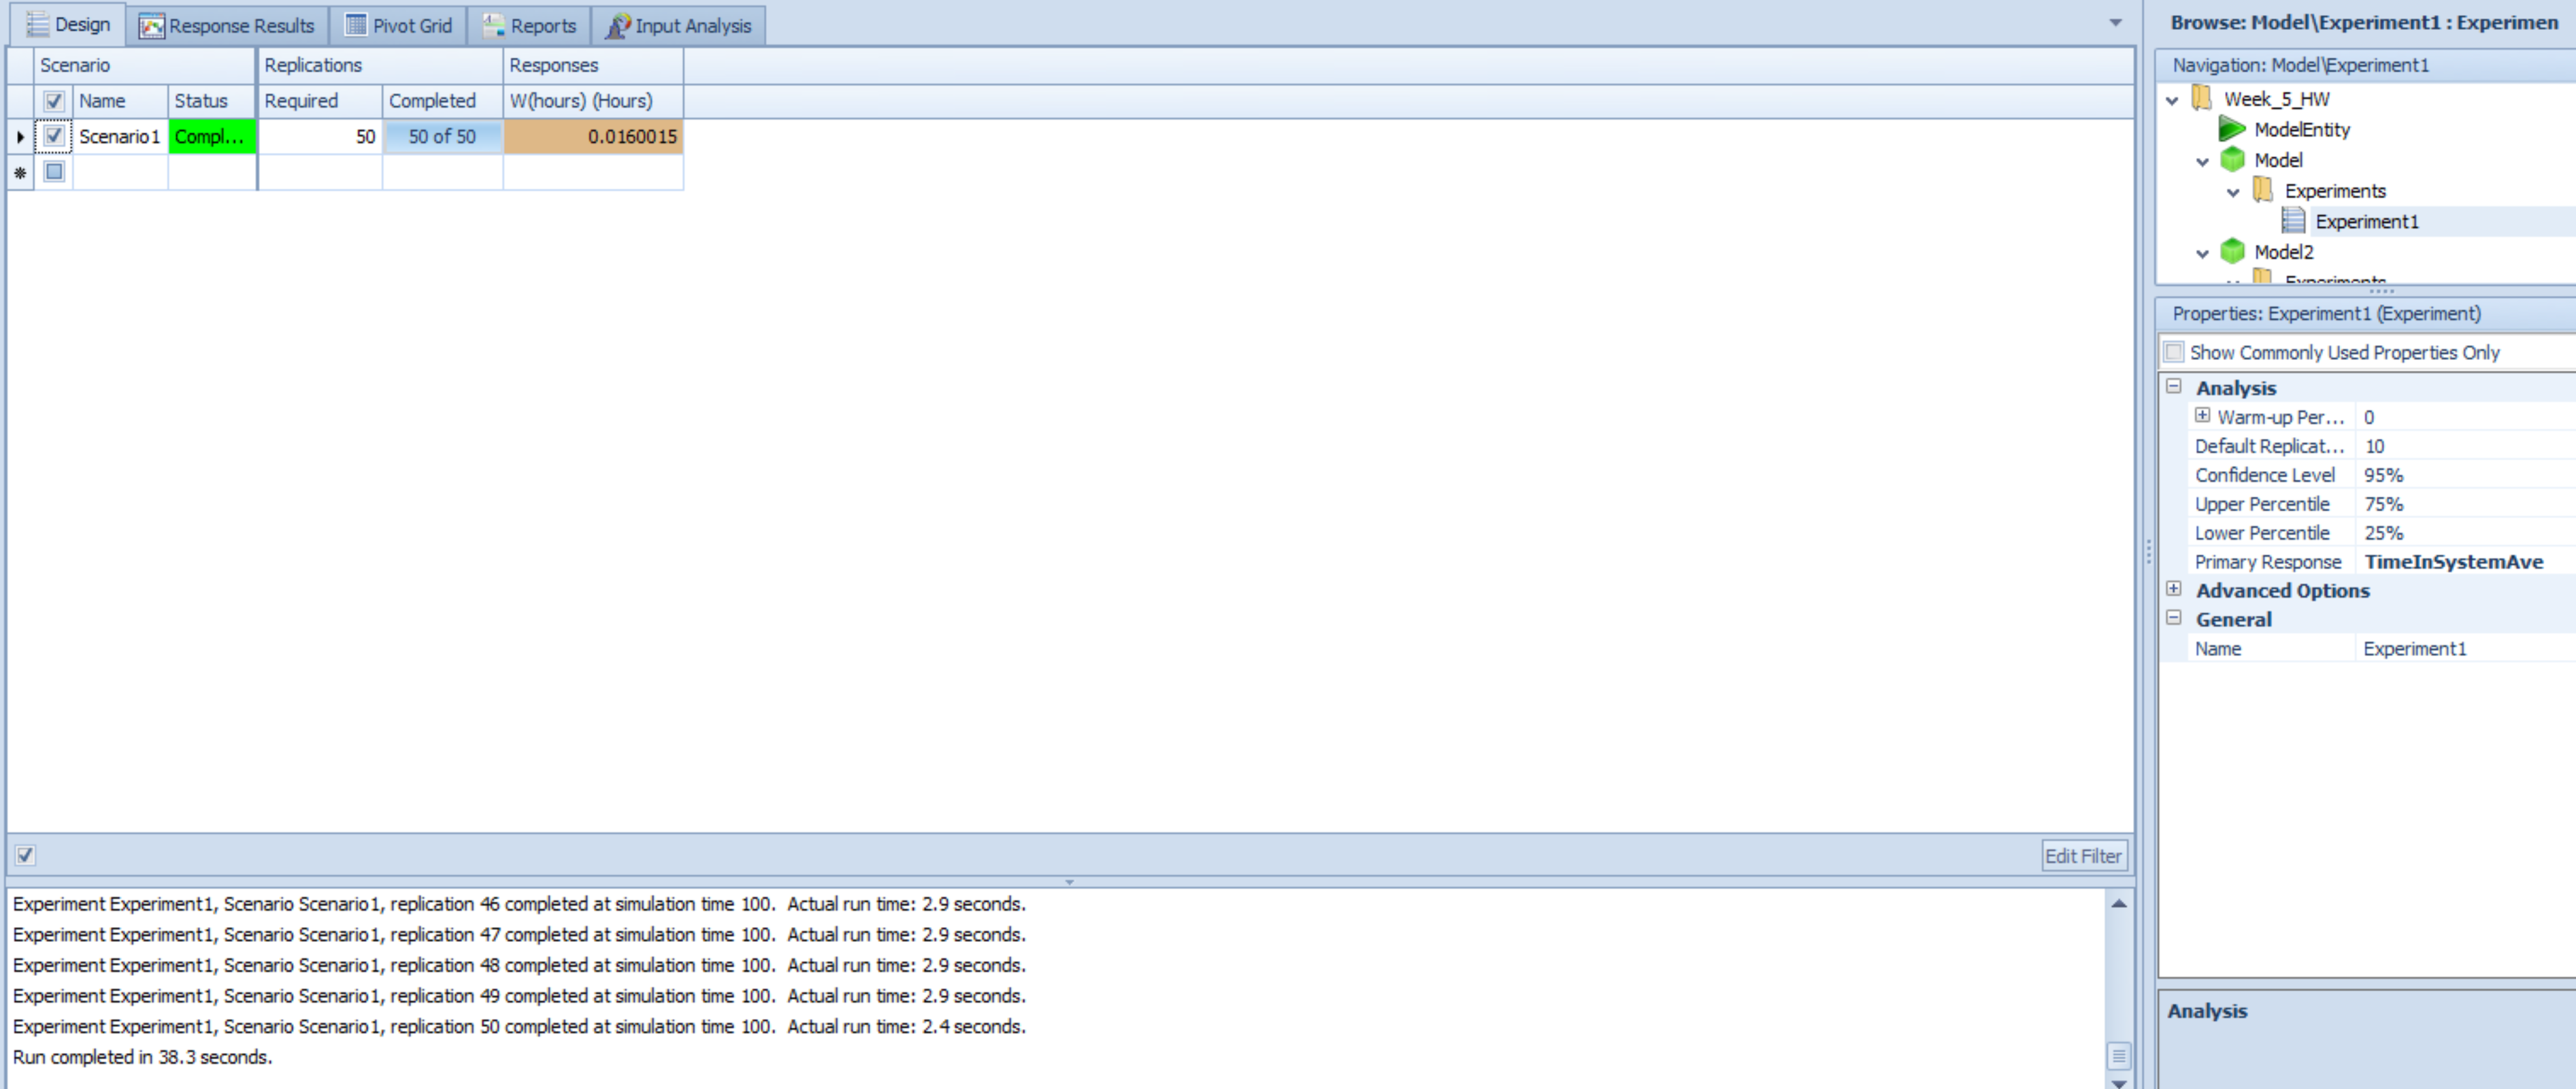 Design Response Results Pivot Grid Reports Input Analysis
Scenario Replications Responses
Name Status Required Completed W(hours) (Hours)
Scenario1 Compl... 50 50 of 50 0.0160015
Edit Filter
Experiment Experiment1, Scenario Scenario1, replication 46 completed at simulation time 100. Actual run time: 2.9 seconds.
Experiment Experiment1, Scenario Scenario1, replication 47 completed at simulation time 100. Actual run time: 2.9 seconds.
Experiment Experiment1, Scenario Scenario1, replication 48 completed at simulation time 100. Actual run time: 2.9 seconds.
Experiment Experiment1, Scenario Scenario1, replication 49 completed at simulation time 100. Actual run time: 2.9 seconds.
Experiment Experiment1, Scenario Scenario1, replication 50 completed at simulation time 100. Actual run time: 2.4 seconds.
Run completed in 38.3 seconds.
Browse: Model\Experiment1 : Experimen
Navigation: Model\Experiment1
Week_5_HW
ModelEntity
Model
Experiments
Experiment1
Model2
Experiments
Properties: Experiment1 (Experiment)
Show Commonly Used Properties Only
Analysis
Warm-up Per... 0
Default Replicat... 10
Confidence Level 95%
Upper Percentile 75%
Lower Percentile 25%
Primary Response TimeInSystemAve
Advanced Options
General
Name Experiment1
Analysis